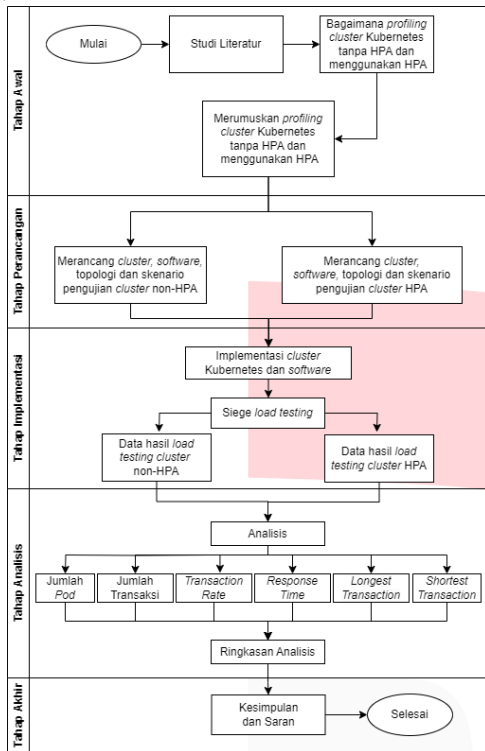 Tahap Awal
Mulai
Studi Literatur
Bagaimana profiling
cluster Kubernetes
tanpa HPA dan
menggunakan HPA
Merumuskan profiling
cluster Kubernetes
tanpa HPA dan
menggunakan HPA
Tahap Perancangan
Merancang cluster, software,
topologi dan skenario
pengujian cluster non-HPA
Merancang cluster,
software, topologi dan skenario
pengujian cluster HPA
Tahap Implementasi
Implementasi cluster
Kubernetes dan software
Siege load testing
Data hasil load
testing cluster
non-HPA
Data hasil load
testing cluster HPA
Tahap Analisis
Analisis
Jumlah
Pod
Jumlah
Transaksi
Transaction
Rate
Response
Time
Longest
Transaction
Shortest
Transaction
Ringkasan Analisis
Tahap Akhir
Kesimpulan
dan Saran
Selesai